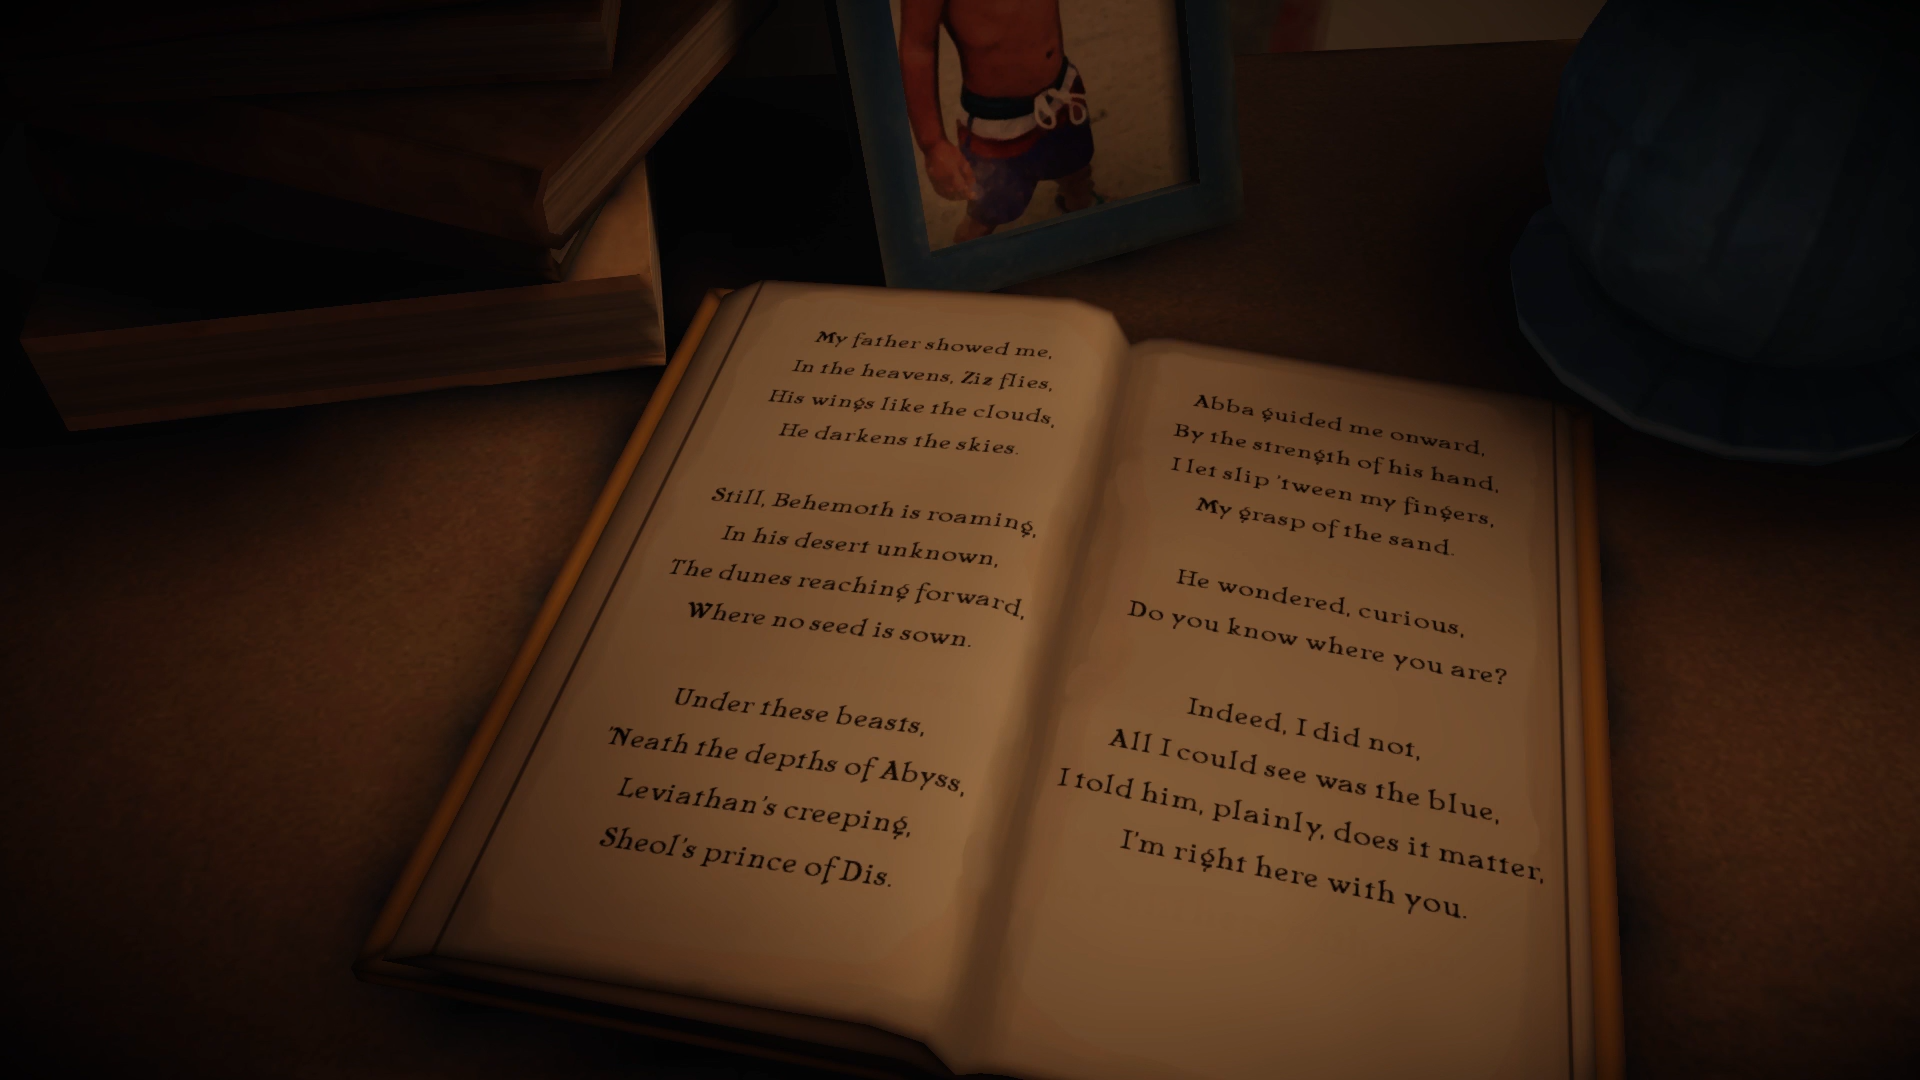 My father showed me,
In the heavens, Ziz flies,
His wings like the clouds,
He darkens the skies.
Still, Behemoth is roaming,
In his desert unknown,
The dunes reaching forward,
Where no seed is sown.
Under these beasts,
'Neath the depths of Abyss,
Leviathan's creeping,
Sheol's prince of Dis.
Abba guided me onward,
By the strength of his hand,
I let slip 'tween my fingers,
My grasp of the sand.
He wondered, curious,
Do you know where you are?
Indeed, I did not,
All I could see was the blue,
I told him, plainly, does it matter,
I'm right here with you.